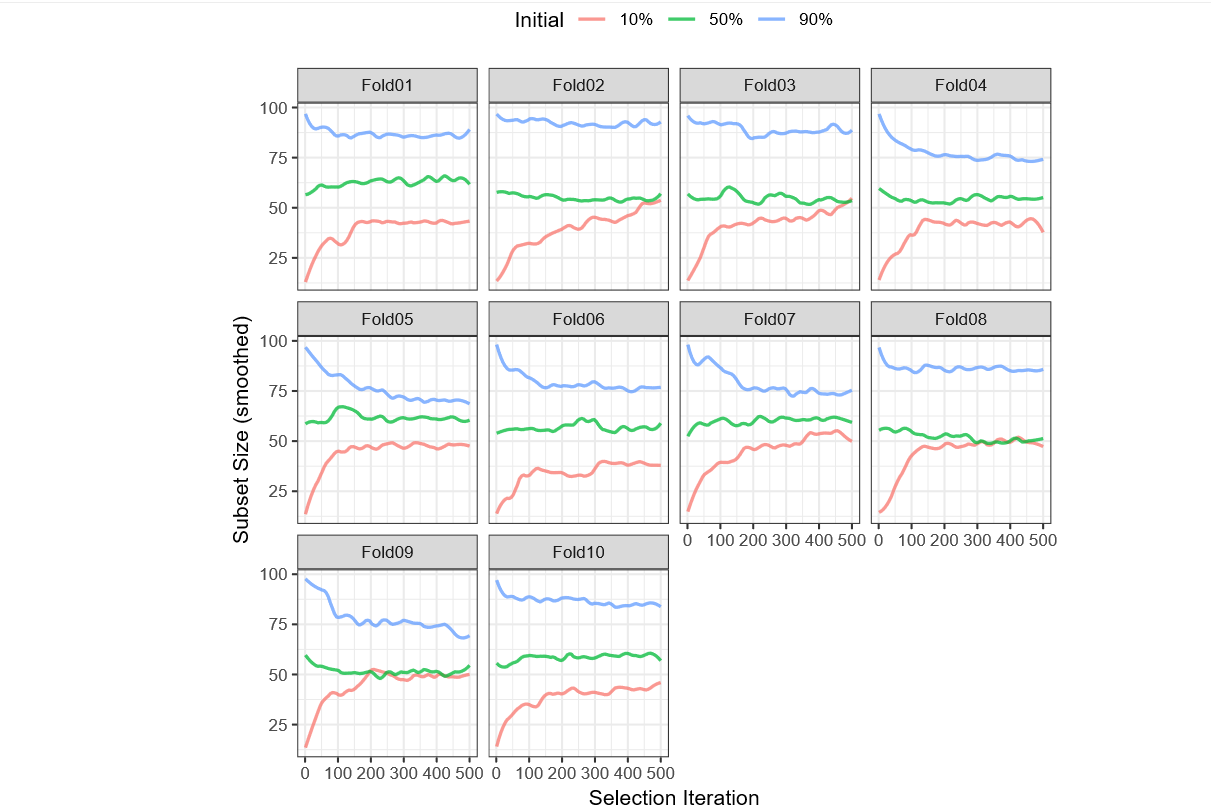 Initial 10% 50% 90%
Fold01 Fold02 Fold03 Fold04
100
75
50
25
Fold05 Fold06 Fold07 Fold08
100
75
50
25
0 100 200 300 400 500 0 100 200 300 400 500
Fold09 Fold10
100
75
50
25
0 100 200 300 400 500 0 100 200 300 400 500
Subset Size (smoothed)
Selection Iteration